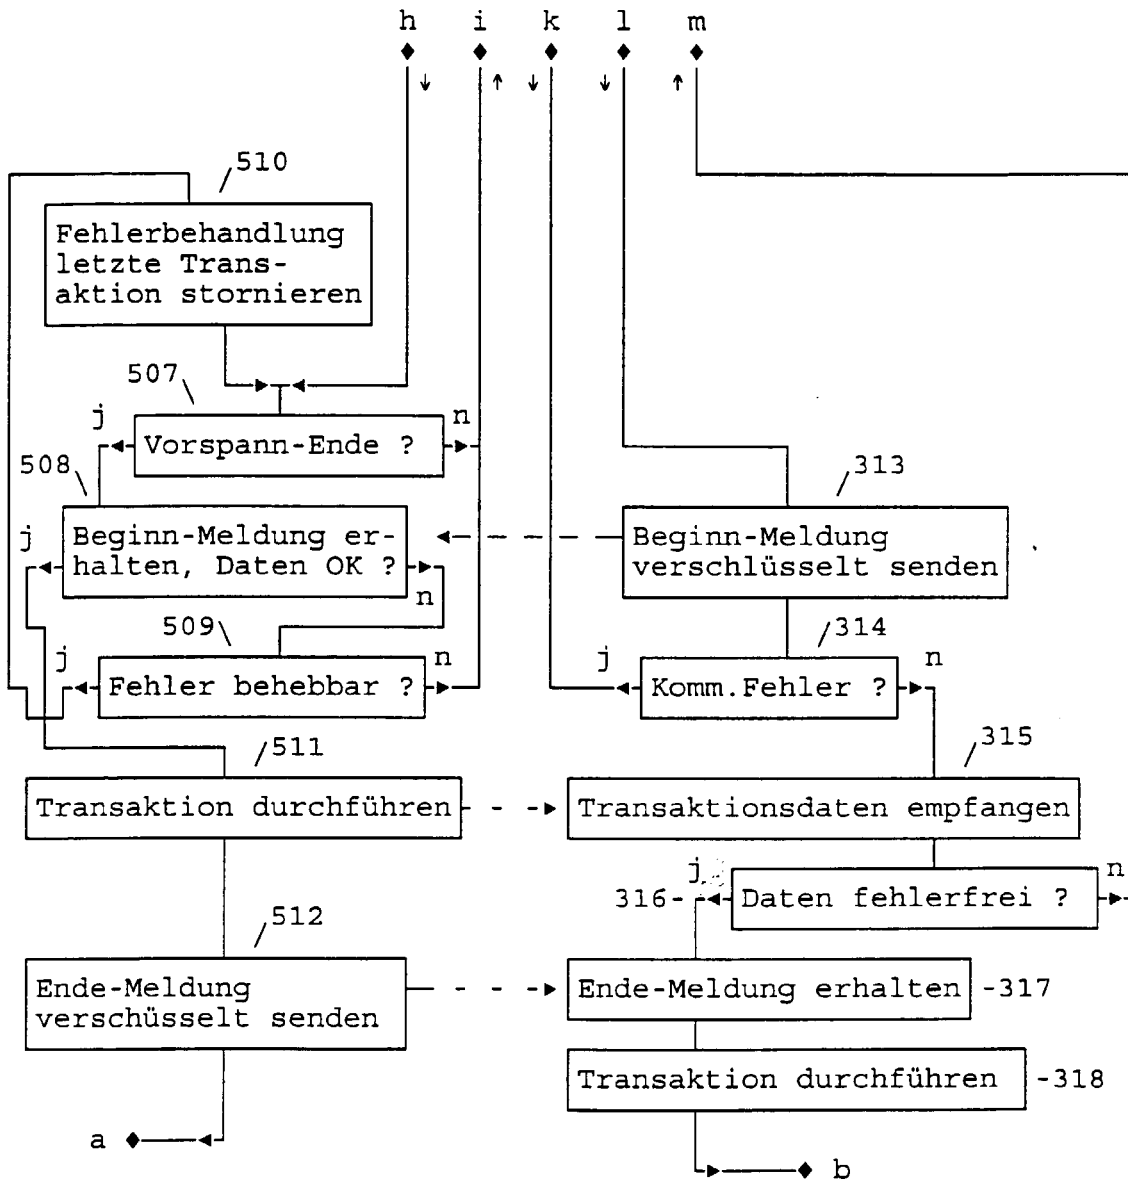 h i k l m
510
Fehlerbehandlung
letzte Trans-
aktion stornieren
507
j n
Vorspann-Ende ?
508
313
j
Beginn-Meldung er-
halten, Daten OK ?
n
Beginn-Meldung
verschlüsselt senden
509
314
j n
Fehler behebbar ?
j n
Komm.Fehler ?
511
315
Transaktion durchführen
Transaktionsdaten empfangen
j n
316-
Daten fehlerfrei ?
512
Ende-Meldung
verschüsselt senden
Ende-Meldung erhalten
-317
Transaktion durchführen
-318
a
b